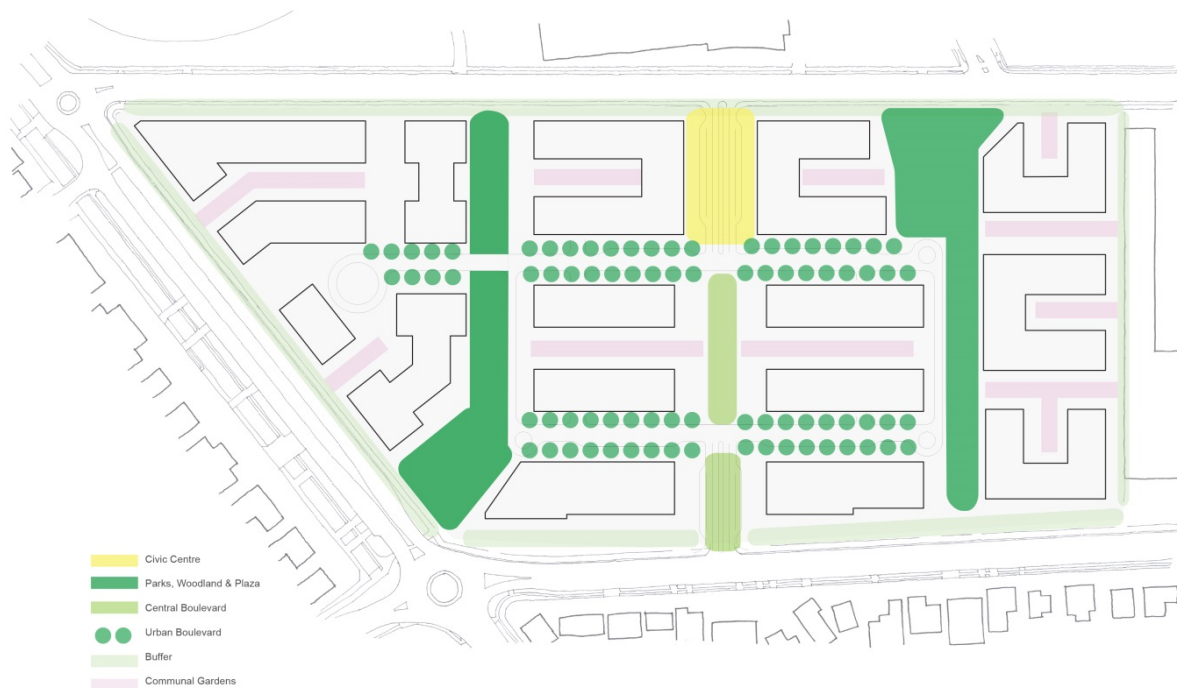 Civic Centre
Parks, Woodland & Plaza
Central Boulevard
Urban Boulevard
Buffer
Communal Gardens